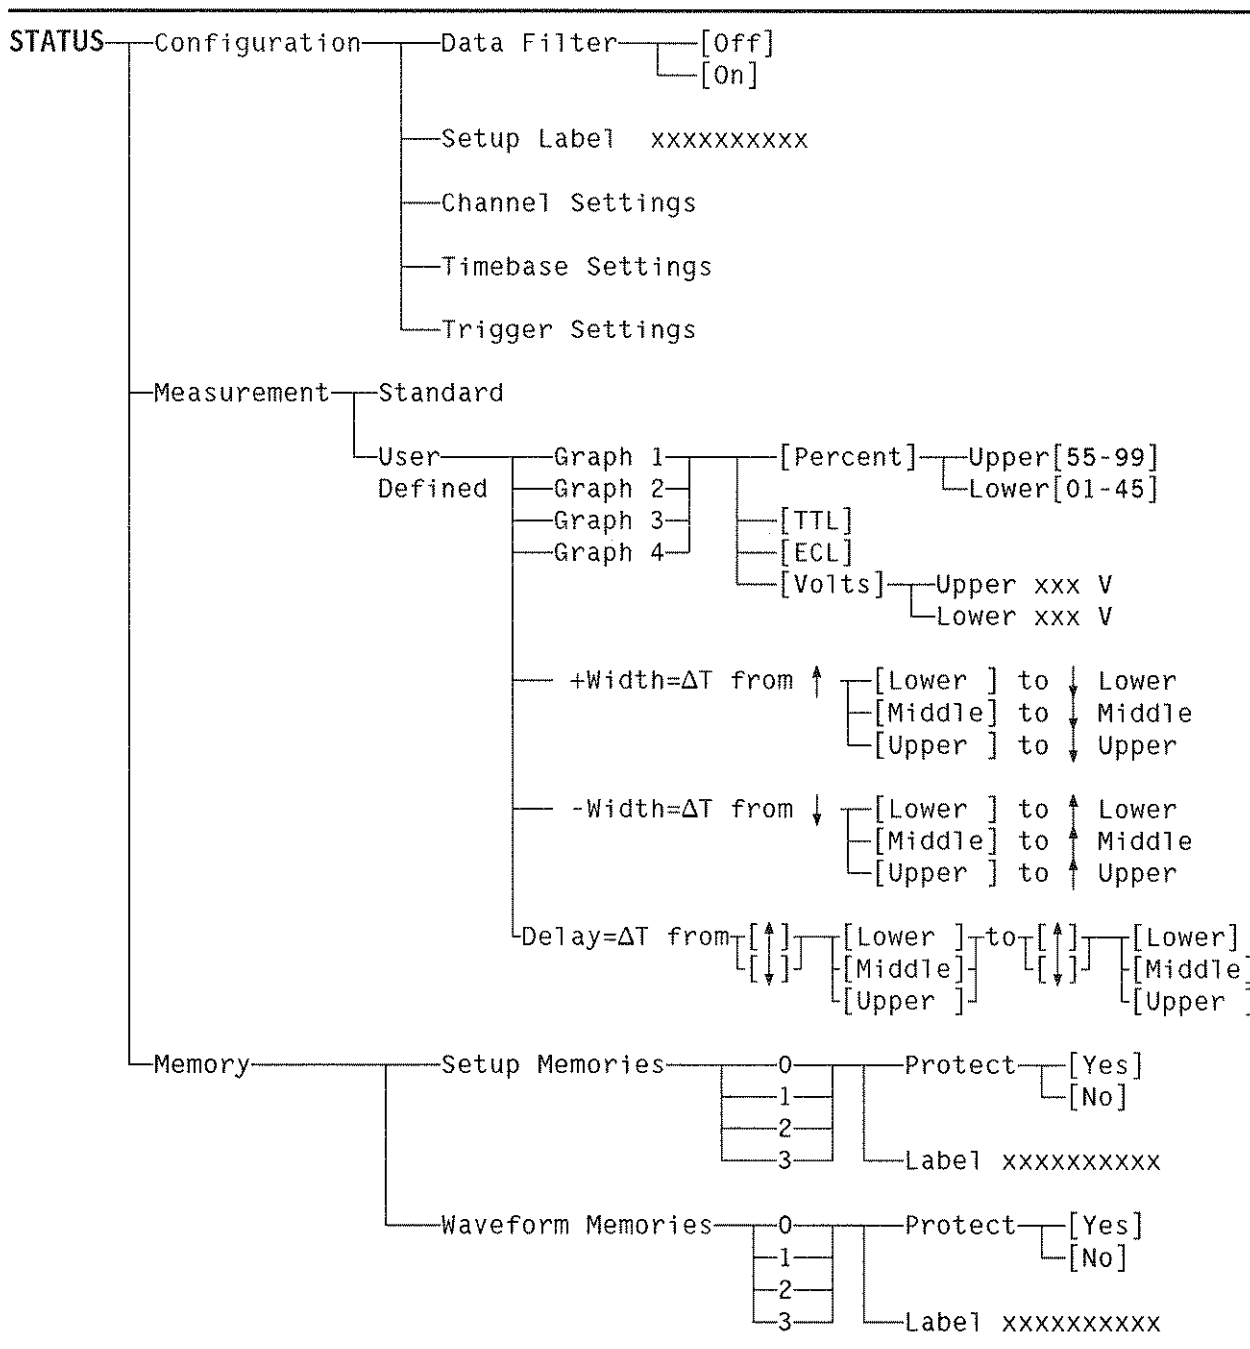 STATUS Configuration Data Filter [Off]
[On]
Setup Label xxxxxxxxxx
Channel Settings
Timebase Settings
Trigger Settings
Measurement Standard
User Graph 1 [Percent] Upper[55-99]
Defined Graph 2 Lower[01-45]
Graph 3 [TTL]
Graph 4 [ECL]
[Volts] Upper xxx V
Lower xxx V
+Width=ΔT from ↑ [Lower ] to ↓ Lower
[Middle] to ↓ Middle
[Upper ] to ↓ Upper
-Width=ΔT from ↓ [Lower ] to ↑ Lower
[Middle] to ↑ Middle
[Upper ] to ↑ Upper
Delay=ΔT from [↑] [Lower ] to [↑] [Lower]
[↓] [Middle] [↓] [Middle]
[Upper ] [Upper ]
Memory Setup Memories 0 Protect [Yes]
1 [No]
2
3 Label xxxxxxxxxx
Waveform Memories 0 Protect [Yes]
1 [No]
2
3 Label xxxxxxxxxx